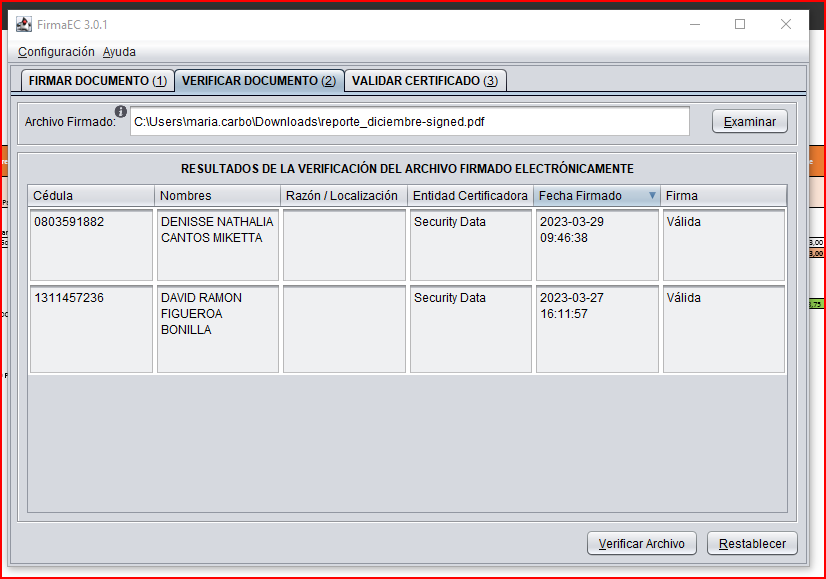 FirmaEC 3.0.1
Configuración Ayuda
FIRMAR DOCUMENTO (1) VERIFICAR DOCUMENTO (2) VALIDAR CERTIFICADO (3)
Archivo Firmado: C:\Users\maria.carbo\Downloads\reporte_diciembre-signed.pdf Examinar
RESULTADOS DE LA VERIFICACIÓN DEL ARCHIVO FIRMADO ELECTRÓNICAMENTE
Cédula Nombres Razón / Localización Entidad Certificadora Fecha Firmado Firma
0803591882 DENISSE NATHALIA Security Data 2023-03-29 Válida
CANTOS MIKETTA 09:46:38
1311457236 DAVID RAMON Security Data 2023-03-27 Válida
FIGUEROA 16:11:57
BONILLA
Verificar Archivo Restablecer